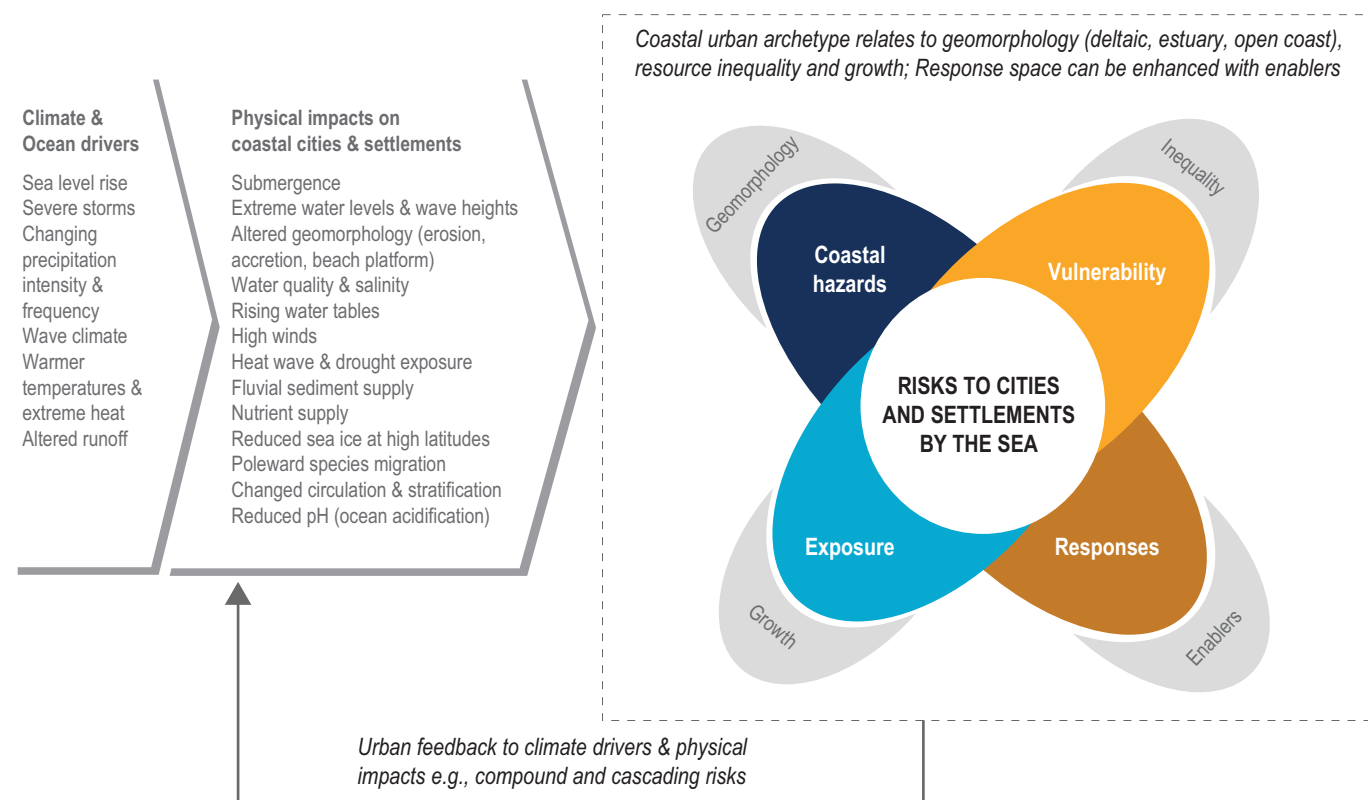 Coastal urban archetype relates to geomorphology (deltaic, estuary, open coast),
resource inequality and growth; Response space can be enhanced with enablers
Climate &
Ocean drivers
Sea level rise
Severe storms
Changing
precipitation
intensity &
frequency
Wave climate
Warmer
temperatures &
extreme heat
Altered runoff
Physical impacts on
coastal cities & settlements
Submergence
Extreme water levels & wave heights
Altered geomorphology (erosion,
accretion, beach platform)
Water quality & salinity
Rising water tables
High winds
Heat wave & drought exposure
Fluvial sediment supply
Nutrient supply
Reduced sea ice at high latitudes
Poleward species migration
Changed circulation & stratification
Reduced pH (ocean acidification)
Geomorphology
Inequality
Coastal
hazards
Vulnerability
RISKS TO CITIES
AND SETTLEMENTS
BY THE SEA
Exposure
Responses
Growth
Enablers
Urban feedback to climate drivers & physical
impacts e.g., compound and cascading risks